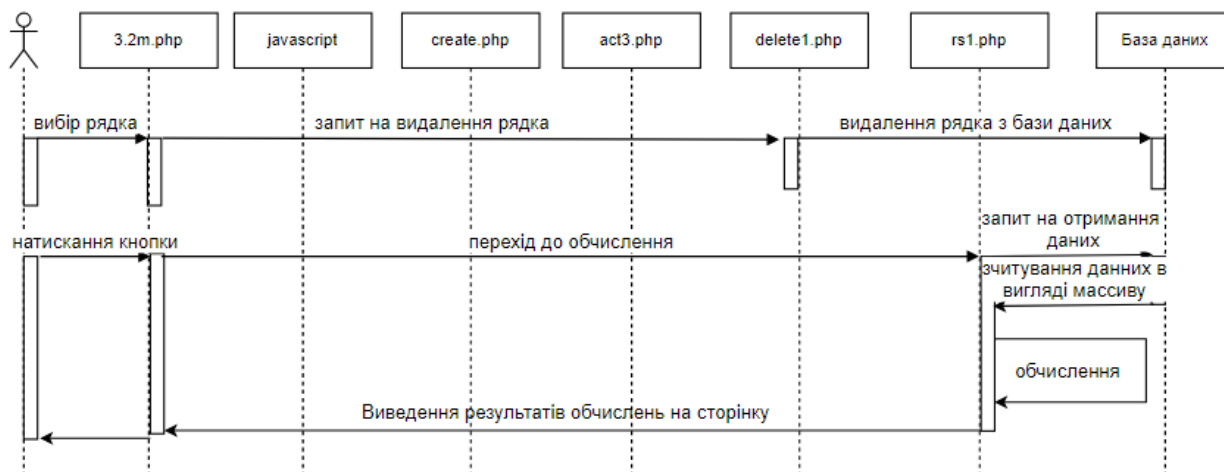 3.2m.php
javascript
create.php
act3.php
delete1.php
rs1.php
База даних
вибір рядка
запит на видалення рядка
видалення рядка з бази даних
натискання кнопки
перехід до обчислення
запит на отримання
даних
зчитування данних в
вигляді массиву
обчислення
Виведення результатів обчислень на сторінку